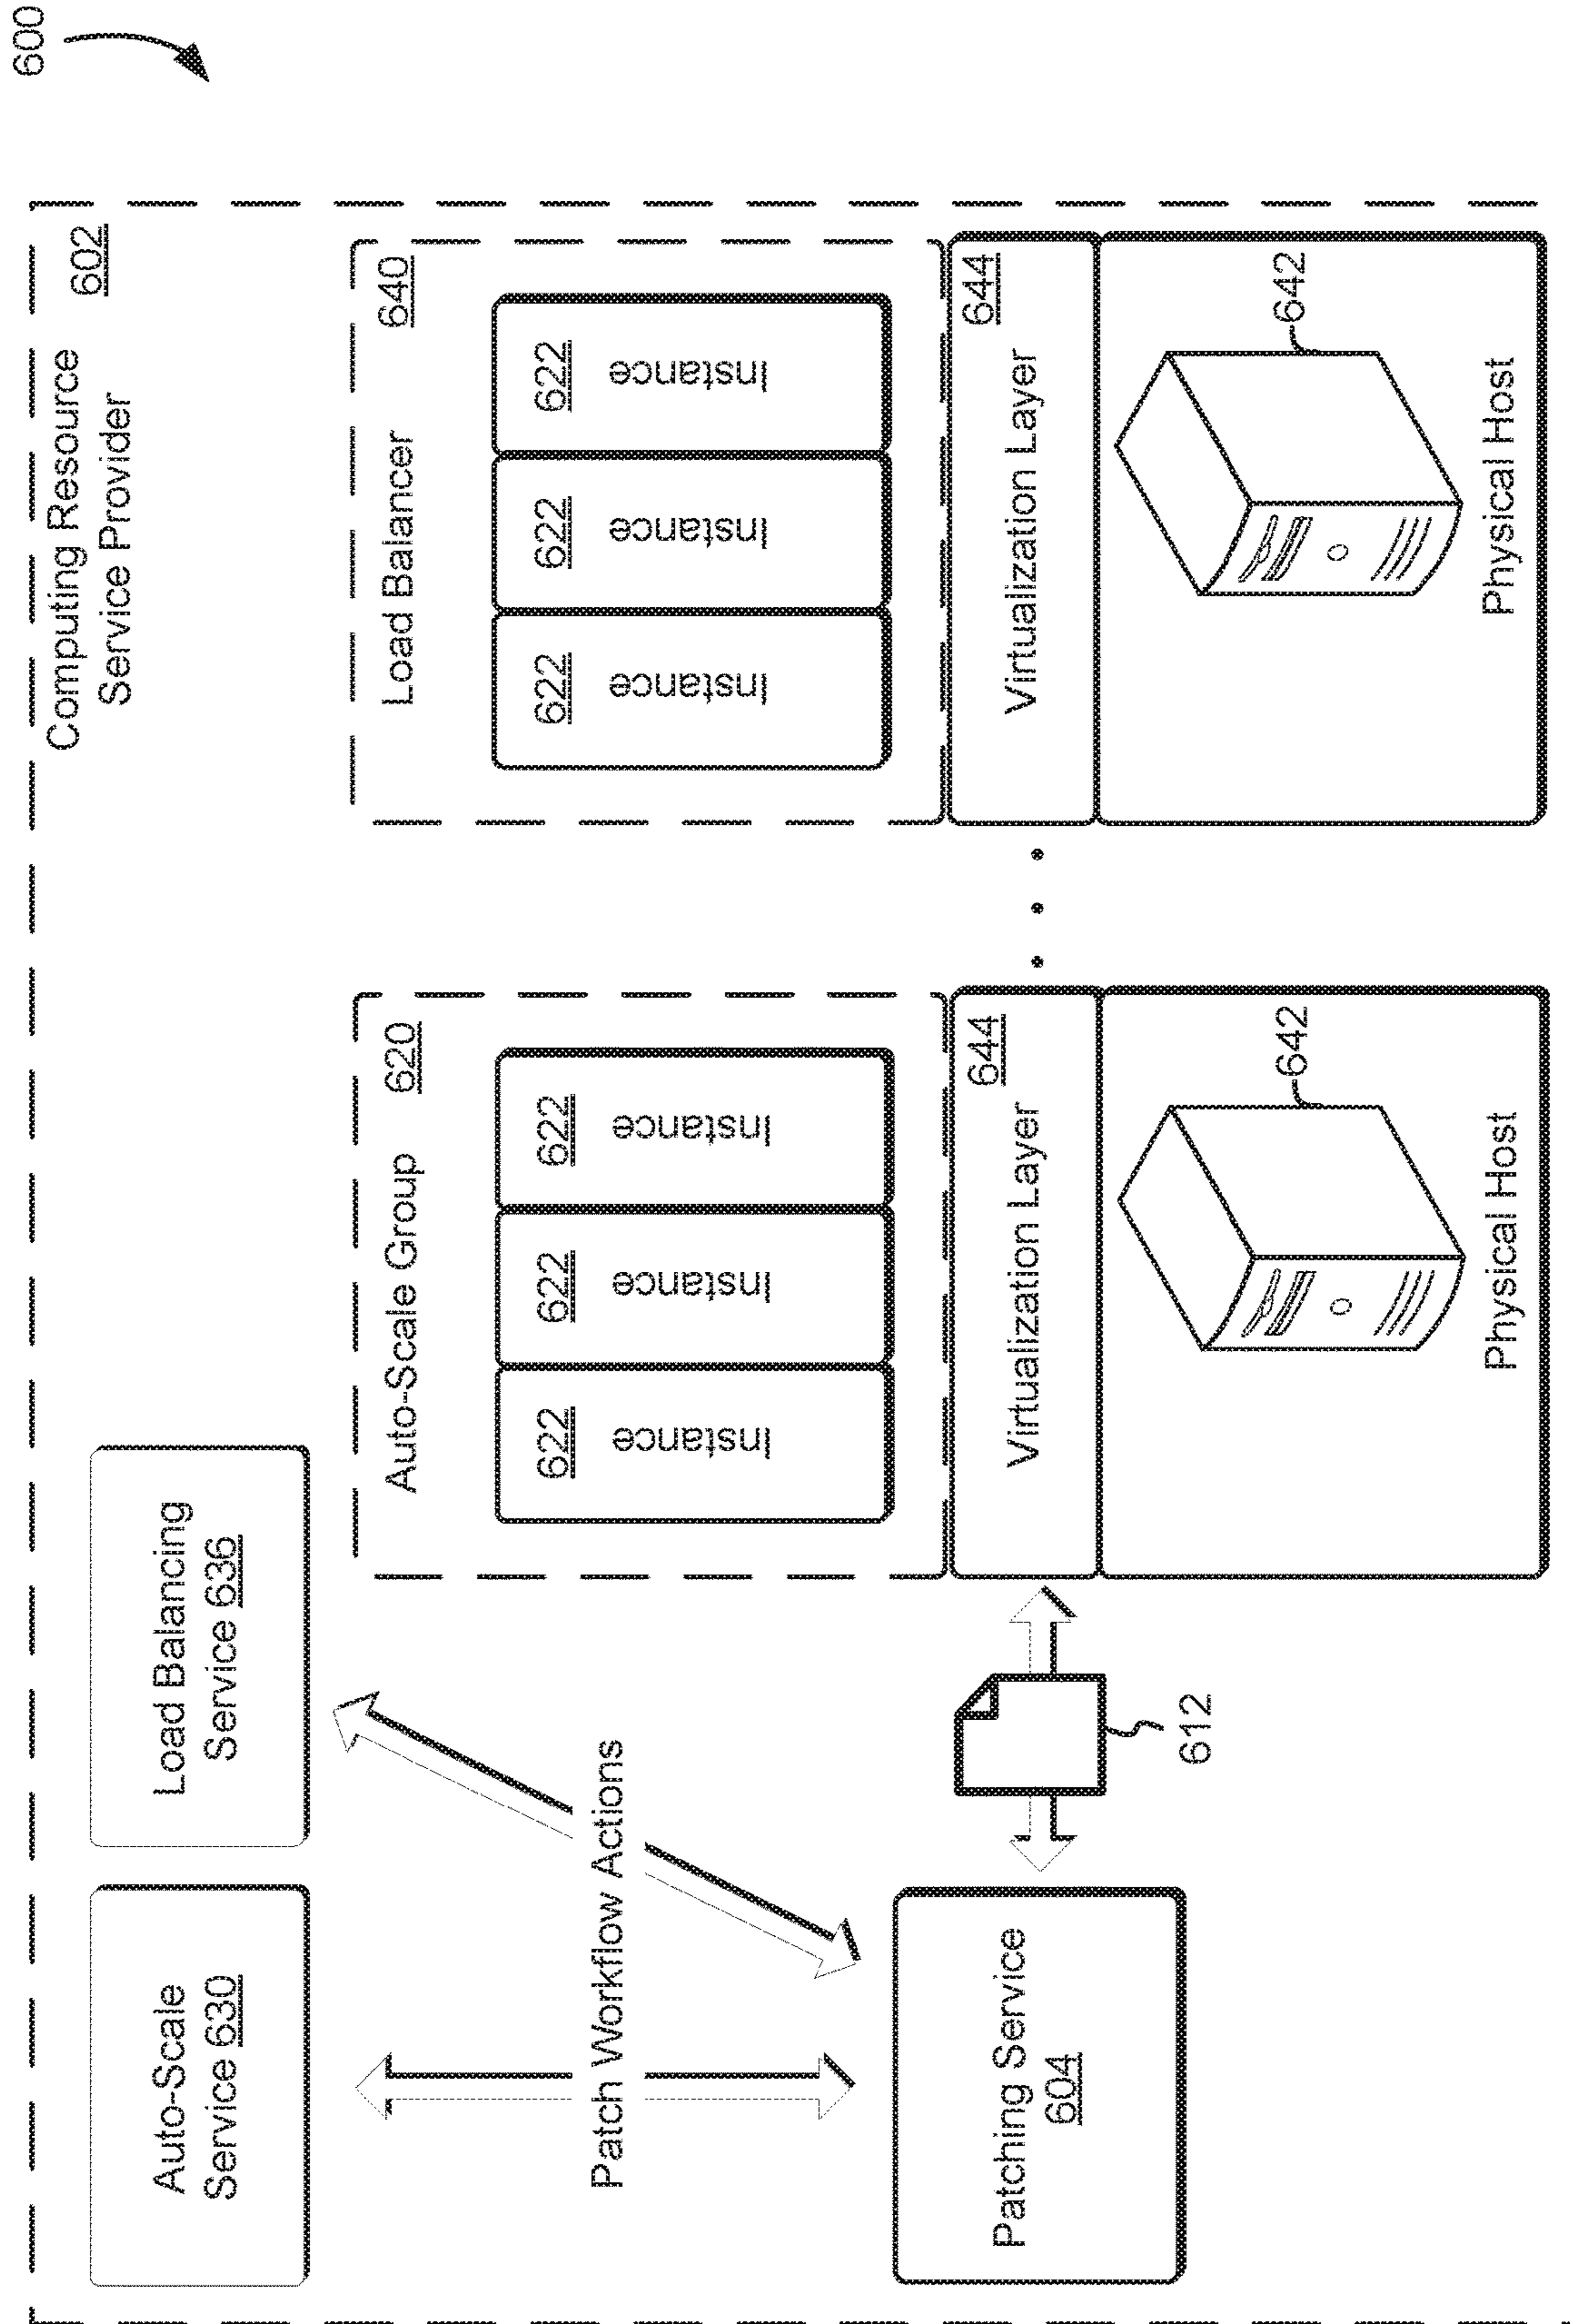 600
Computing Resource
Service Provider
602
Auto-Scale
Service 630
Load Balancing
Service 636
Patch Workflow Actions
Patching Service
604
612
Auto-Scale Group
620
622
Instance
622
Instance
622
Instance
Virtualization Layer
644
642
Physical Host
Load Balancer
640
622
Instance
622
Instance
622
Instance
Virtualization Layer
644
642
Physical Host